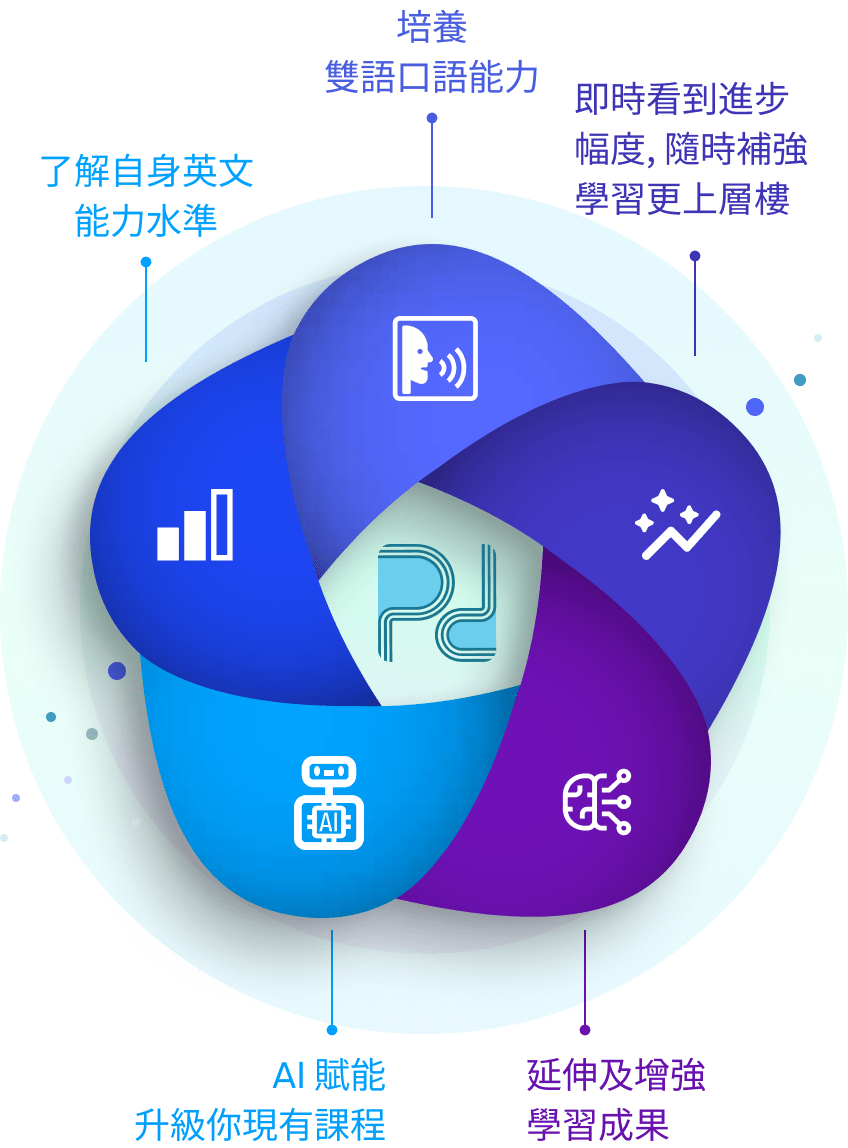 培養
雙語口語能力
即時看到進步
幅度, 隨時補強
學習更上層樓
了解自身英文
能力水準
Pd
AI
AI 賦能
升級你現有課程
延伸及增強
學習成果